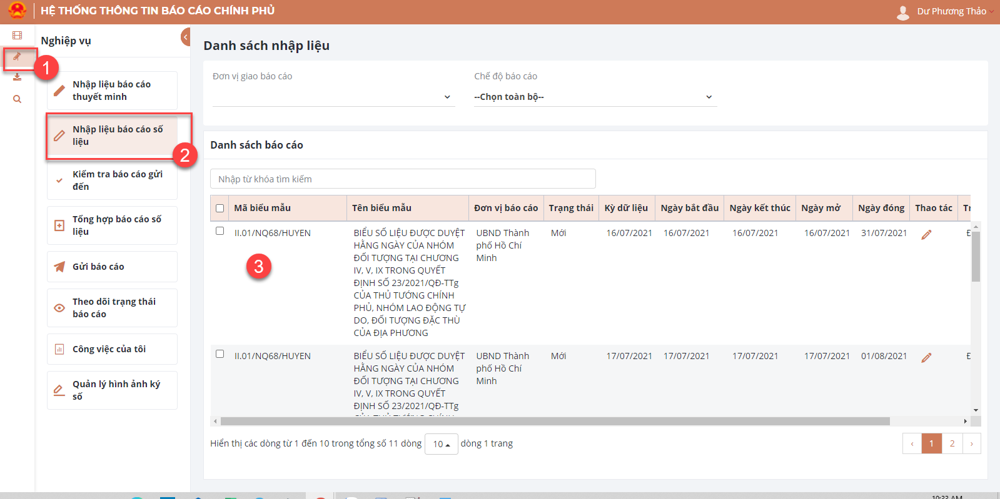 HỆ THỐNG THÔNG TIN BÁO CÁO CHÍNH PHỦ
Dư Phương Thảo
Nghiệp vụ
1
Nhập liệu báo cáo
thuyết minh
Nhập liệu báo cáo số
liệu
2
Kiểm tra báo cáo gửi
đến
Tổng hợp báo cáo số
liệu
Gửi báo cáo
Theo dõi trạng thái
báo cáo
Công việc của tôi
Quản lý hình ảnh ký
số
Danh sách nhập liệu
Đơn vị giao báo cáo
Chế độ báo cáo
--Chọn toàn bộ--
Danh sách báo cáo
Nhập từ khóa tìm kiếm
Mã biểu mẫu Tên biểu mẫu Đơn vị báo cáo Trạng thái Kỳ dữ liệu Ngày bắt đầu Ngày kết thúc Ngày mở Ngày đóng Thao tác
II.01/NQ68/HUYEN BIỂU SỐ LIỆU ĐƯỢC DUYỆT UBND Thành Mới 16/07/2021 16/07/2021 16/07/2021 16/07/2021 31/07/2021
HẰNG NGÀY CỦA NHÓM phố Hồ Chí
ĐỐI TƯỢNG TẠI CHƯƠNG Minh
3 IV, V, IX TRONG QUYẾT
ĐỊNH SỐ 23/2021/QĐ-TTg
CỦA THỦ TƯỚNG CHÍNH
PHỦ, NHÓM LAO ĐỘNG TỰ
DO, ĐỐI TƯỢNG ĐẶC THÙ
CỦA ĐỊA PHƯƠNG
II.01/NQ68/HUYEN BIỂU SỐ LIỆU ĐƯỢC DUYỆT UBND Thành Mới 17/07/2021 17/07/2021 17/07/2021 17/07/2021 01/08/2021
HẰNG NGÀY CỦA NHÓM phố Hồ Chí
ĐỐI TƯỢNG TẠI CHƯƠNG Minh
IV, V, IX TRONG QUYẾT
ĐỊNH SỐ 23/2021/QĐ-TTg
Hiển thị các dòng từ 1 đến 10 trong tổng số 11 dòng 10 dòng 1 trang
‹ 1 2 ›
10:33 AM